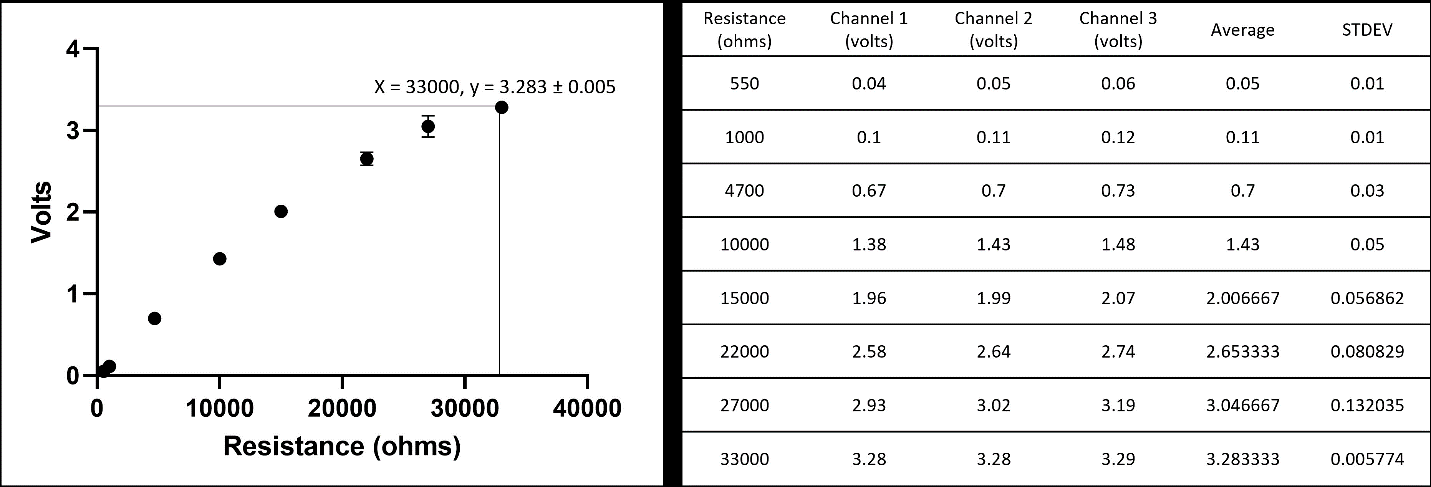 4
X = 33000, y = 3.283 ± 0.005
3
2
1
0
Volts
0 10000 20000 30000 40000
Resistance (ohms)
Resistance (ohms) Channel 1 (volts) Channel 2 (volts) Channel 3 (volts) Average STDEV
550 0.04 0.05 0.06 0.05 0.01
1000 0.1 0.11 0.12 0.11 0.01
4700 0.67 0.7 0.73 0.7 0.03
10000 1.38 1.43 1.48 1.43 0.05
15000 1.96 1.99 2.07 2.006667 0.056862
22000 2.58 2.64 2.74 2.653333 0.080829
27000 2.93 3.02 3.19 3.046667 0.132035
33000 3.28 3.28 3.29 3.283333 0.005774